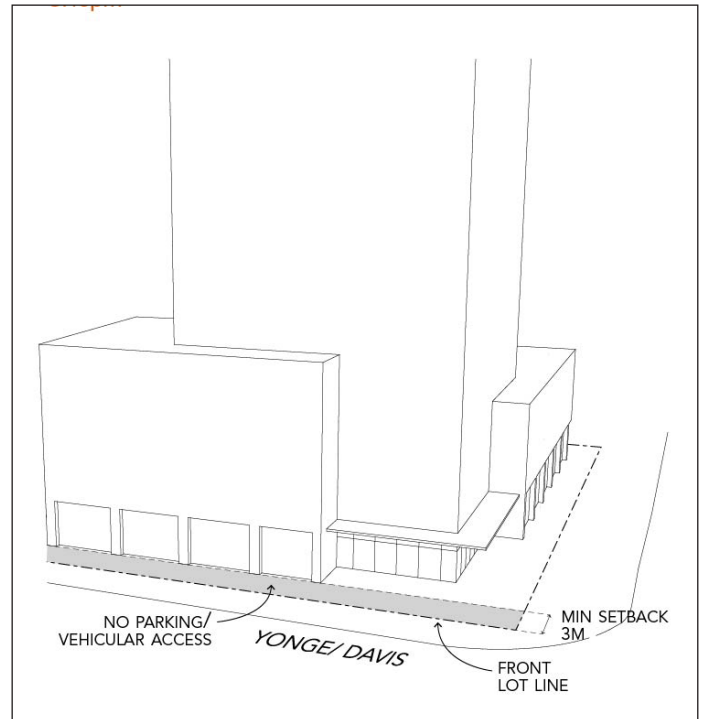 NO PARKING/
VEHICULAR ACCESS
YONGE/ DAVIS
MIN SETBACK
3M
FRONT
LOT LINE